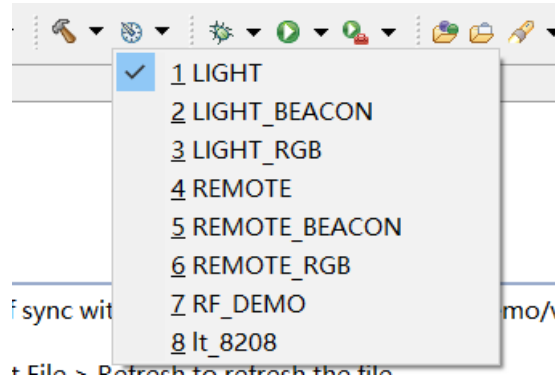 1 LIGHT
2 LIGHT_BEACON
3 LIGHT_RGB
4 REMOTE
5 REMOTE_BEACON
6 REMOTE_RGB
7 RF_DEMO
sync wit
8 lt_8208
File > Refresh to refresh the file